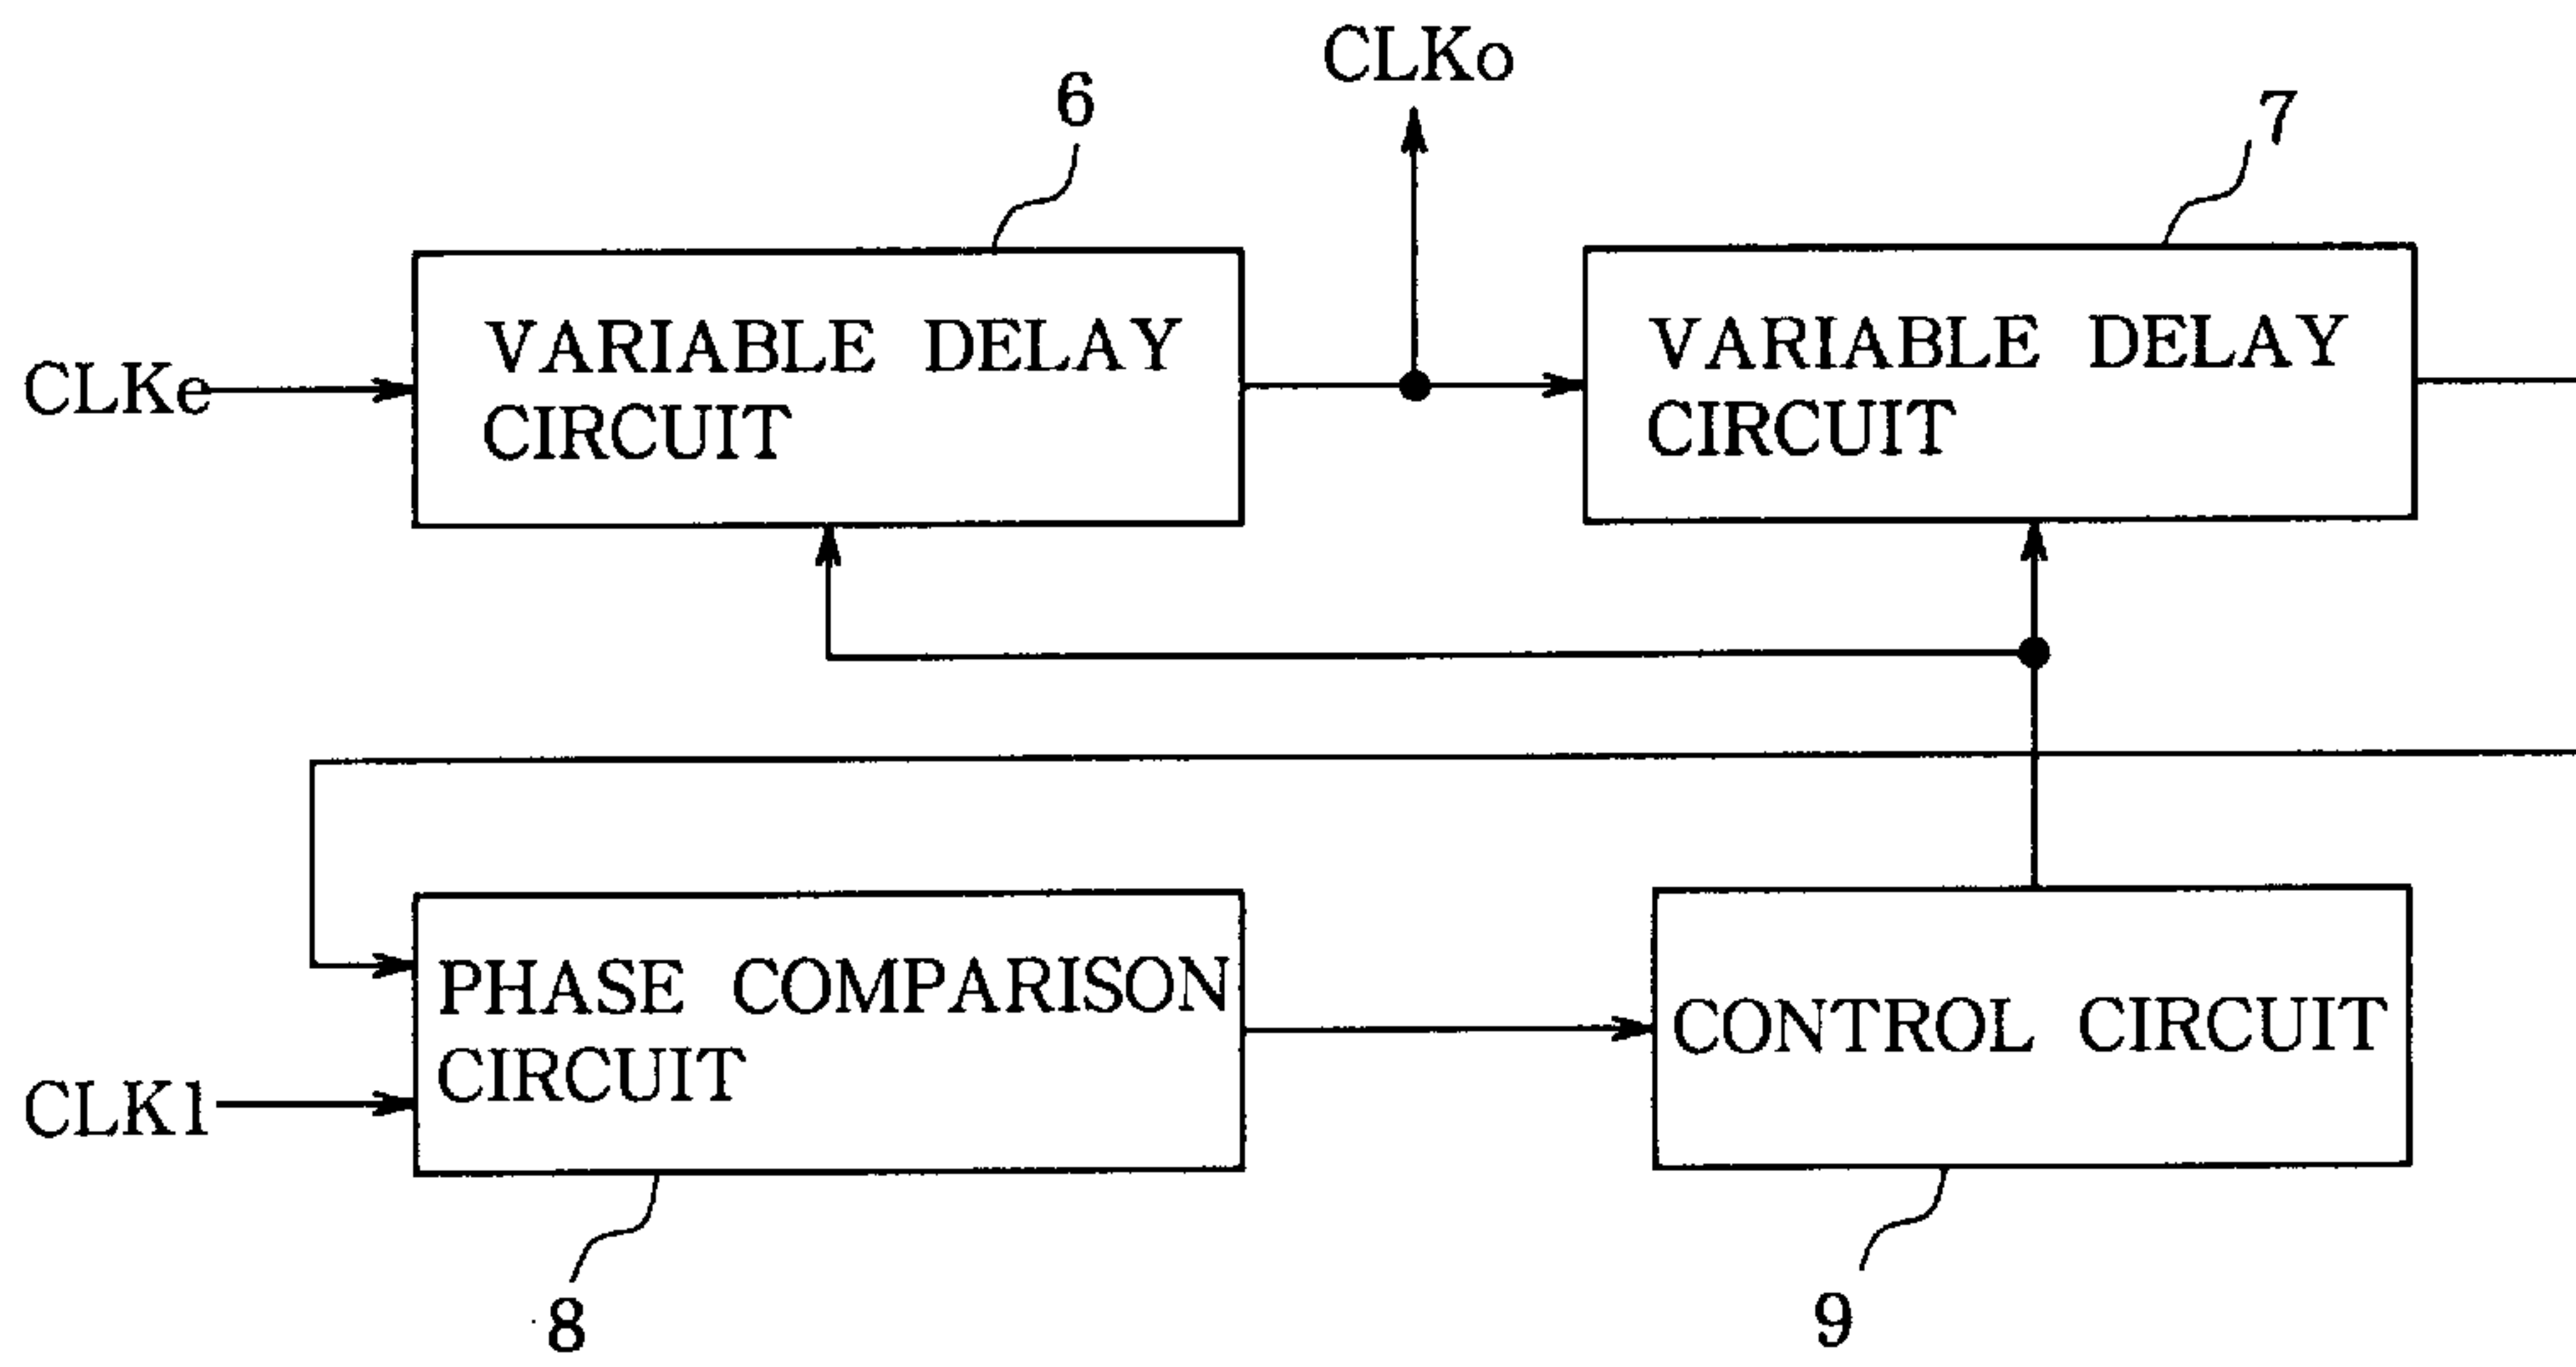 CLKo
6
7
VARIABLE DELAY
CIRCUIT
VARIABLE DELAY
CIRCUIT
CLKe
PHASE COMPARISON
CIRCUIT
CONTROL CIRCUIT
CLK1
8
9